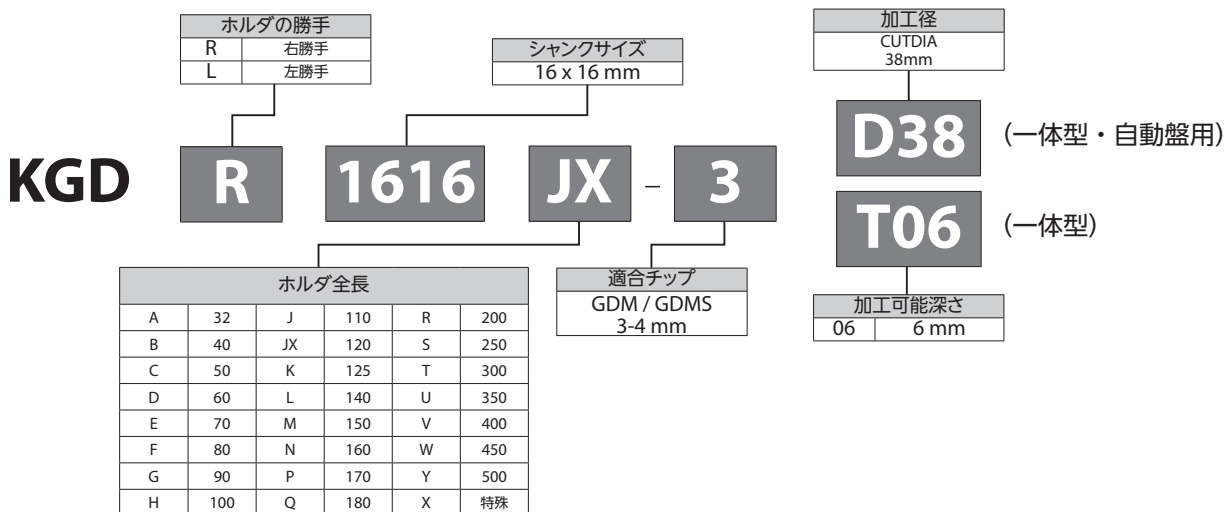 ホルダの勝手
R 右勝手
L 左勝手
シャンクサイズ
16 x 16 mm
加工径
CUTDIA
38mm
KGD R 1616 JX – 3 D38 (一体型・自動盤用)
T06 (一体型)
ホルダ全長
A 32 J 110 R 200
B 40 JX 120 S 250
C 50 K 125 T 300
D 60 L 140 U 350
E 70 M 150 V 400
F 80 N 160 W 450
G 90 P 170 Y 500
H 100 Q 180 X 特殊
適合チップ
GDM / GDMS
3-4 mm
加工可能深さ
06 6 mm